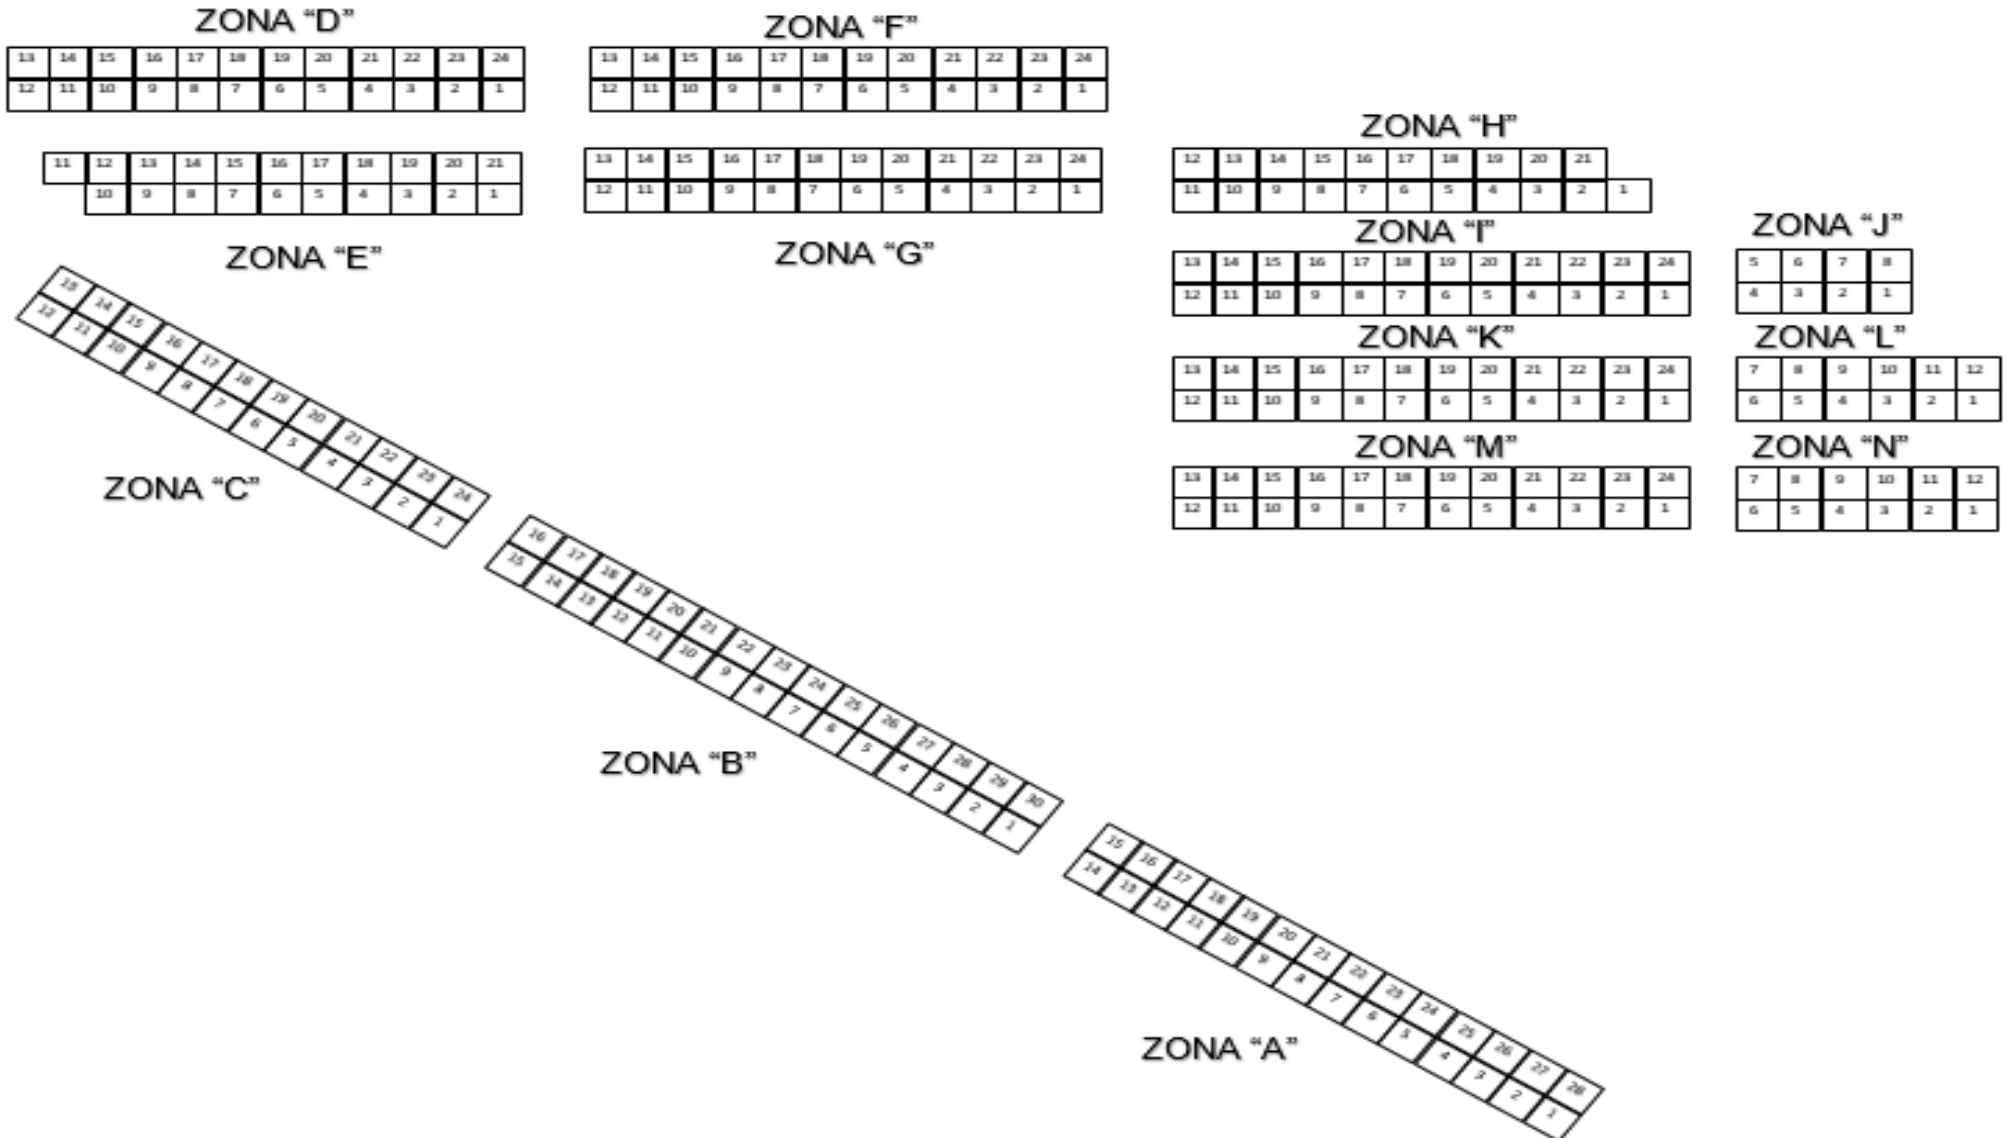 ZONA “D”
13 14 15 16 17 18 19 20 21 22 23 24
12 11 10 9 8 7 6 5 4 3 2 1
ZONA “F”
13 14 15 16 17 18 19 20 21 22 23 24
12 11 10 9 8 7 6 5 4 3 2 1
11 12 13 14 15 16 17 18 19 20 21
10 9 8 7 6 5 4 3 2 1
ZONA “E”
13 14 15 16 17 18 19 20 21 22 23 24
12 11 10 9 8 7 6 5 4 3 2 1
ZONA “G”
ZONA “H”
12 13 14 15 16 17 18 19 20 21
11 10 9 8 7 6 5 4 3 2 1
ZONA “I”
13 14 15 16 17 18 19 20 21 22 23 24
12 11 10 9 8 7 6 5 4 3 2 1
ZONA “J”
5 6 7 8
4 3 2 1
ZONA “K”
13 14 15 16 17 18 19 20 21 22 23 24
12 11 10 9 8 7 6 5 4 3 2 1
ZONA “L”
7 8 9 10 11 12
6 5 4 3 2 1
ZONA “M”
13 14 15 16 17 18 19 20 21 22 23 24
12 11 10 9 8 7 6 5 4 3 2 1
ZONA “N”
7 8 9 10 11 12
6 5 4 3 2 1
13 14 15 16 17 18 19 20 21 22 23 24
12 11 10 9 8 7 6 5 4 3 2 1
ZONA “C”
16 17 18 19 20 21 22 23 24 25 26 27 28 29 30
15 14 13 12 11 10 9 8 7 6 5 4 3 2 1
ZONA “B”
15 16 17 18 19 20 21 22 23 24 25 26 27 28
14 13 12 11 10 9 8 7 6 5 4 3 2 1
ZONA “A”